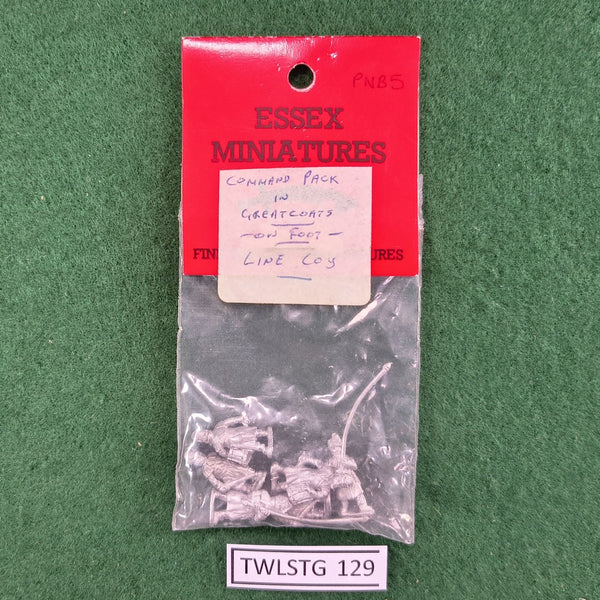 PNB5
ESSEX
MINIATURES
COMMAND PACK
IN
GREATCOATS
- ON FOOT -
LINE COY
FIN URES
TWLSTG 129